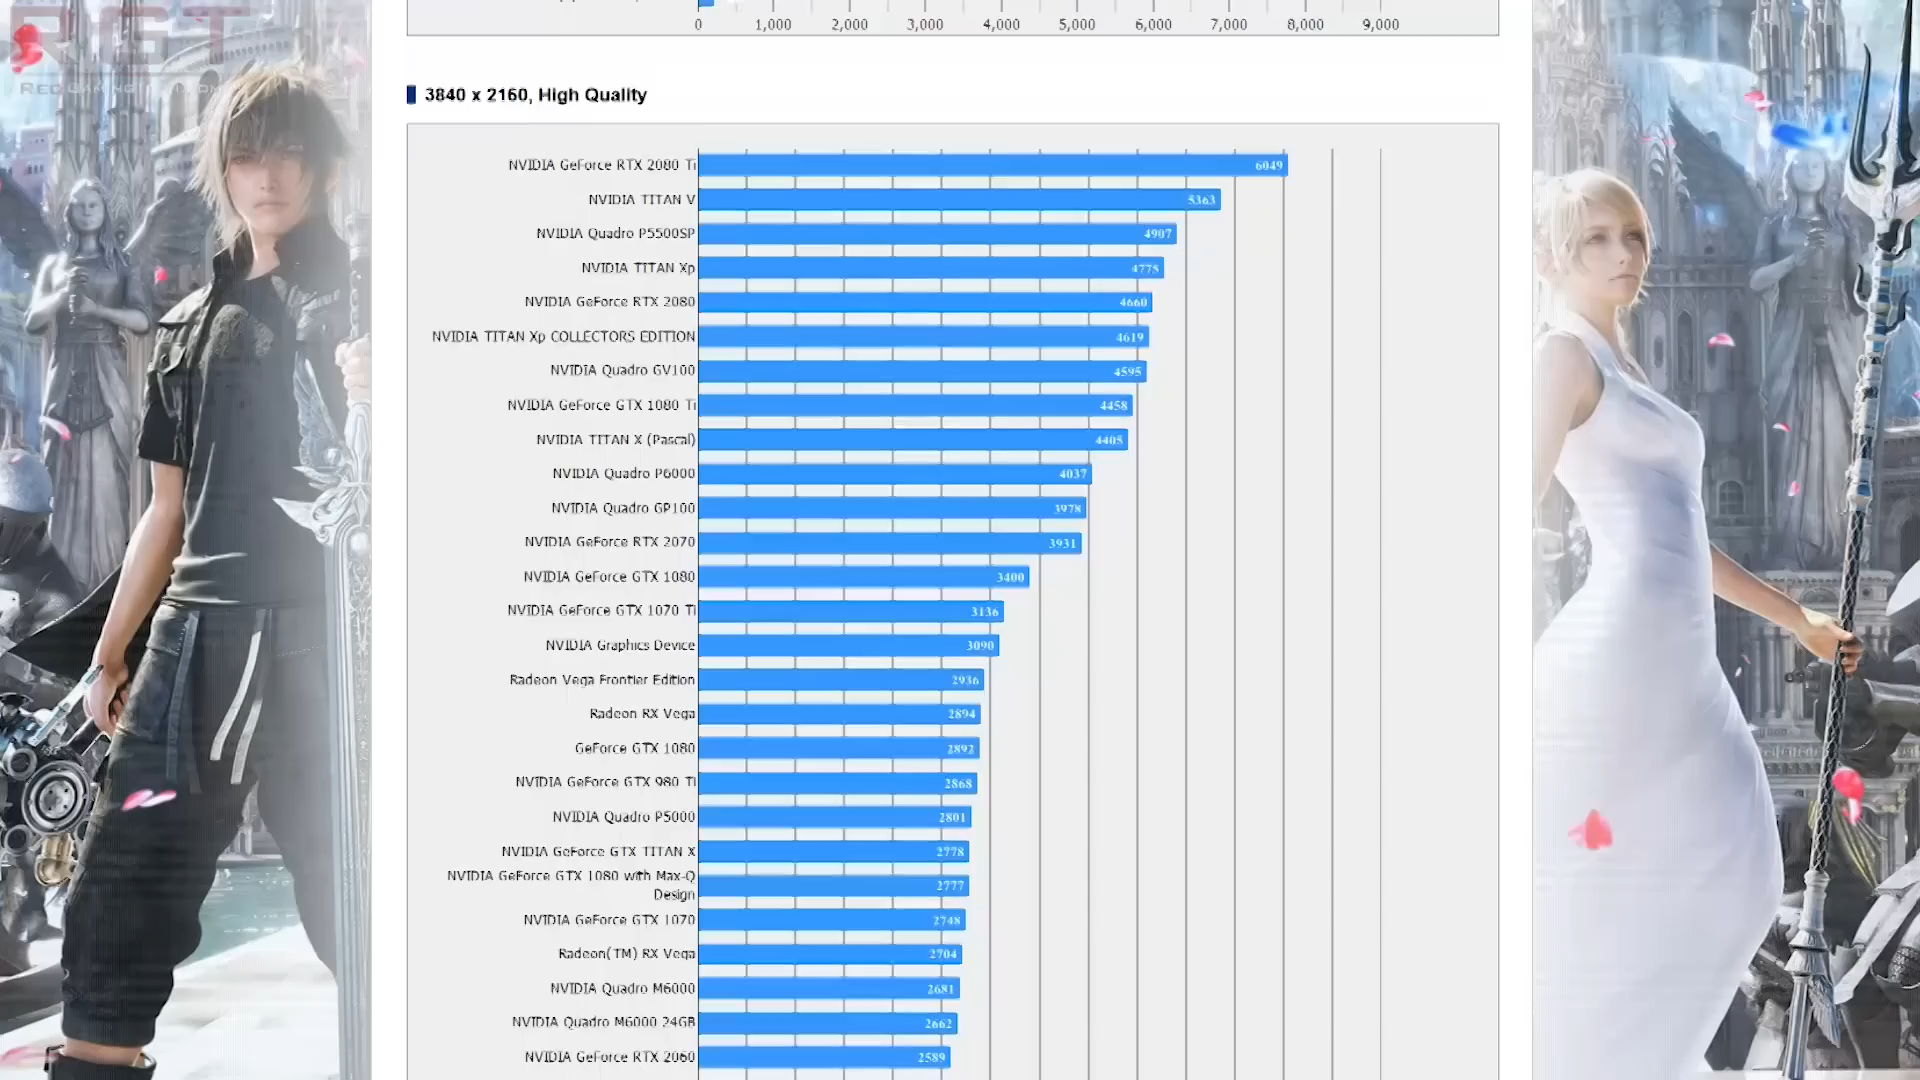 RGT
RedGamingTech.com
0 1,000 2,000 3,000 4,000 5,000 6,000 7,000 8,000 9,000
3840 x 2160, High Quality
NVIDIA GeForce RTX 2080 Ti 6049
NVIDIA TITAN V 5363
NVIDIA Quadro P5500SP 4907
NVIDIA TITAN Xp 4775
NVIDIA GeForce RTX 2080 4660
NVIDIA TITAN Xp COLLECTORS EDITION 4619
NVIDIA Quadro GV100 4595
NVIDIA GeForce GTX 1080 Ti 4458
NVIDIA TITAN X (Pascal) 4405
NVIDIA Quadro P6000 4037
NVIDIA Quadro GP100 3978
NVIDIA GeForce RTX 2070 3931
NVIDIA GeForce GTX 1080 3400
NVIDIA GeForce GTX 1070 Ti 3136
NVIDIA Graphics Device 3090
Radeon Vega Frontier Edition 2936
Radeon RX Vega 2894
GeForce GTX 1080 2892
NVIDIA GeForce GTX 980 Ti 2868
NVIDIA Quadro P5000 2801
NVIDIA GeForce GTX TITAN X 2778
NVIDIA GeForce GTX 1080 with Max-Q
Design 2777
NVIDIA GeForce GTX 1070 2748
Radeon(TM) RX Vega 2704
NVIDIA Quadro M6000 2681
NVIDIA Quadro M6000 24GB 2662
NVIDIA GeForce RTX 2060 2589